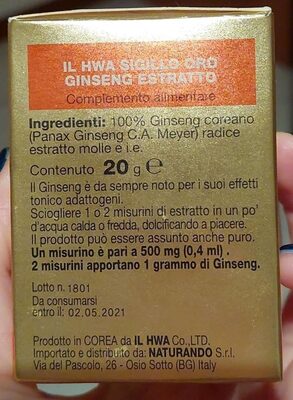 IL HWA SIGILLO ORO
GINSENG ESTRATTO
Complemento alimentare
Ingredienti: 100% Ginseng coreano
(Panax Ginseng C.A. Meyer) radice
estratto molle e i.e.
Contenuto 20 g ℮
Il Ginseng è da sempre noto per i suoi effetti
tonico adattogeni.
Sciogliere 1 o 2 misurini di estratto in un po'
d'acqua calda o fredda, dolcificando a piacere.
Il prodotto può essere assunto anche puro.
Un misurino è pari a 500 mg (0,4 ml) .
2 misurini apportano 1 grammo di Ginseng.
Lotto n. 1801
Da consumarsi
entro il: 02.05.2021
Prodotto in COREA da IL HWA Co.,LTD.
Importato e distribuito da: NATURANDO S.r.l.
Via del Pascolo, 26 - Osio Sotto (BG) Italy